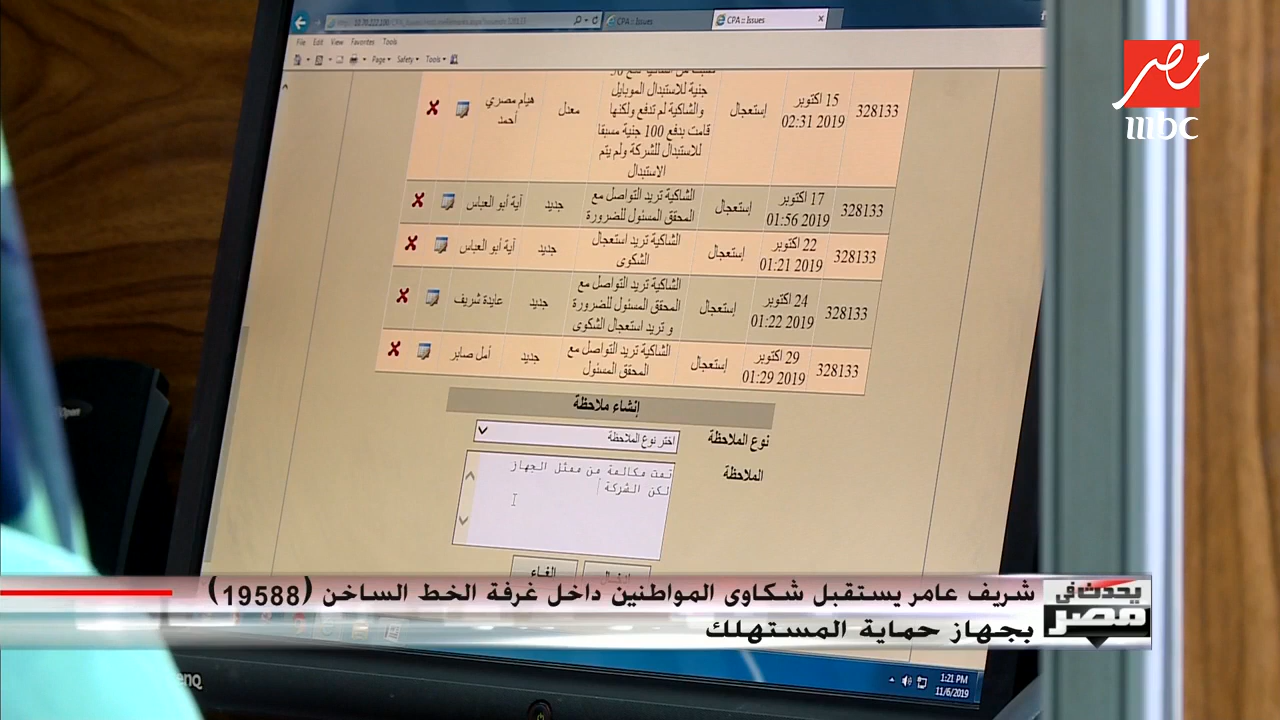 CPA :: Issues
CPA :: Issues
File Edit View Favorites Tools
Page Safety Tools
مصر
mbc
328133
15 اكتوبر
2019 02:31
إستعجال
جنية للاستبدال الموبايل
والشاكية لم تدفع ولكنها
قامت بدفع 100 جنية مسبقا
للاستبدال للشركة ولم يتم
الاستبدال
معدل
هيام مصري
أحمد
328133
17 اكتوبر
2019 01:56
إستعجال
الشاكية تريد التواصل مع
المحقق المسئول للضرورة
جديد
آية أبو العباس
328133
22 اكتوبر
2019 01:21
إستعجال
الشاكية تريد استعجال
الشكوى
جديد
آية أبو العباس
328133
24 اكتوبر
2019 01:22
إستعجال
الشاكية تريد التواصل مع
المحقق المسئول للضرورة
و تريد استعجال الشكوى
جديد
عايدة شريف
328133
29 اكتوبر
2019 01:29
إستعجال
الشاكية تريد التواصل مع
المحقق المسئول
جديد
أمل صابر
إنشاء ملاحظة
نوع الملاحظة
اختر نوع الملاحظة
الملاحظة
تمت مكالمة من ممثل الجهاز
لكن الشركة أ
يحدث في
مصر
شريف عامر يستقبل شكاوى المواطنين داخل غرفة الخط الساخن (19588)
بجهاز حماية المستهلك
1:21 PM
11/6/2019